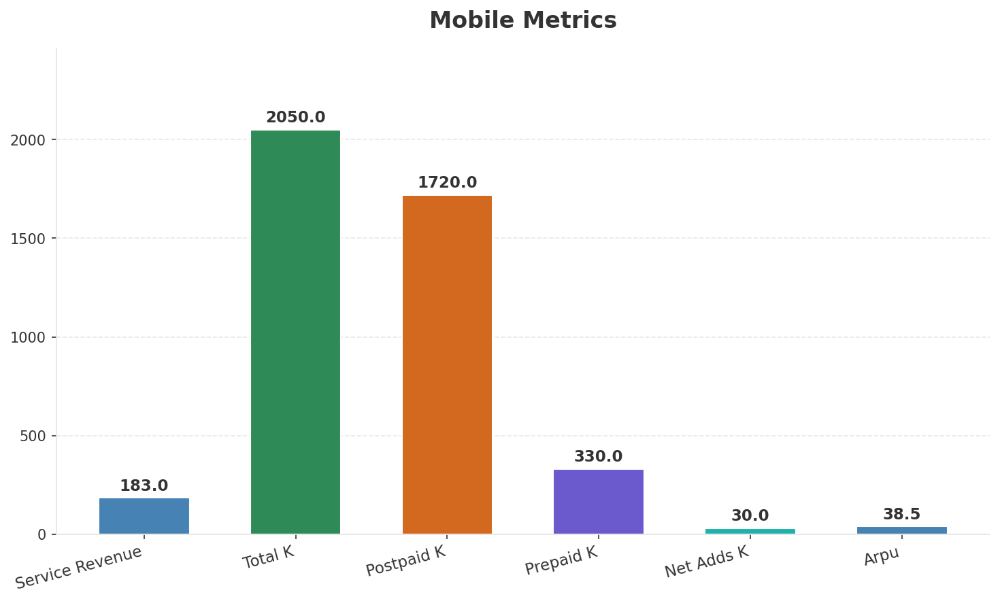 Mobile Metrics
2050.0
2000
1720.0
1500
1000
500
330.0
183.0
30.0
38.5
0
Service Revenue
Total K
Postpaid K
Prepaid K
Net Adds K
Arpu